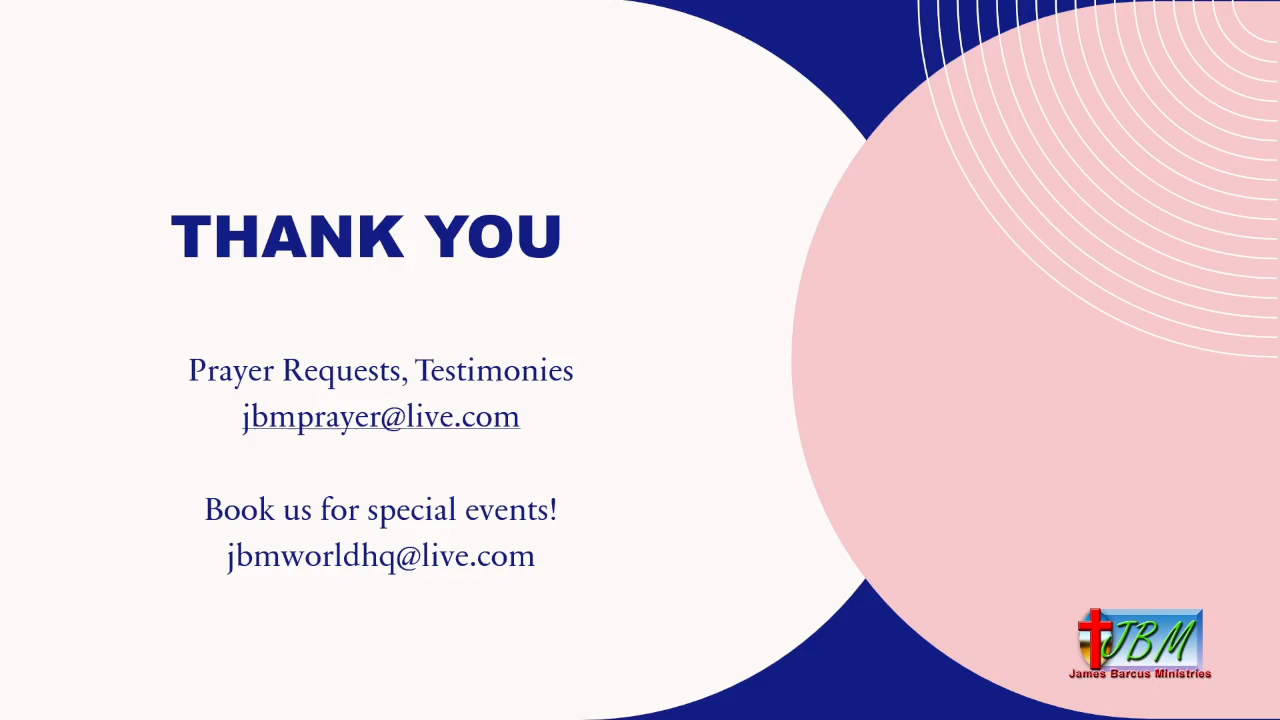 THANK YOU
Prayer Requests, Testimonies
jbmprayer@live.com
Book us for special events!
jbmworldhq@live.com
JBM
James Barcus Ministries